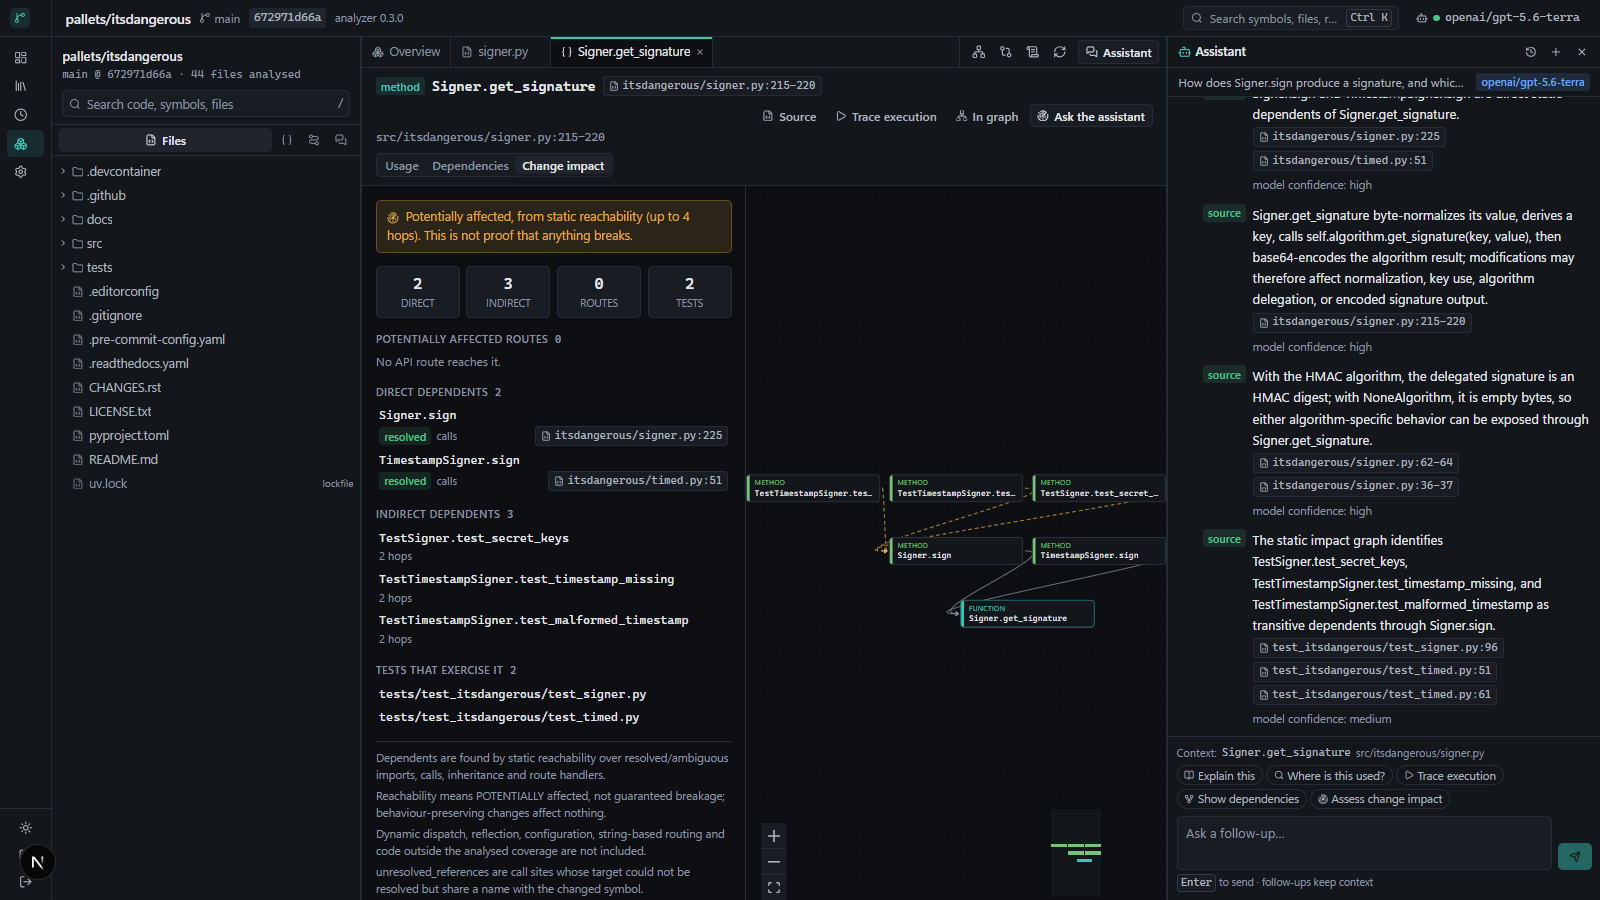 pallets/itsdangerous main 672971d66a analyzer 0.3.0
Search symbols, files, r... Ctrl K openai/gpt-5.6-terra
pallets/itsdangerous
main @ 672971d66a · 44 files analysed
Search code, symbols, files /
Files
.devcontainer
.github
docs
src
tests
.editorconfig
.gitignore
.pre-commit-config.yaml
.readthedocs.yaml
CHANGES.rst
LICENSE.txt
pyproject.toml
README.md
uv.lock lockfile
N
Overview signer.py Signer.get_signature × Assistant
method Signer.get_signature itsdangerous/signer.py:215-220
Source Trace execution In graph Ask the assistant
src/itsdangerous/signer.py:215-220
Usage Dependencies Change impact
Potentially affected, from static reachability (up to 4
hops). This is not proof that anything breaks.
2 3 0 2
DIRECT INDIRECT ROUTES TESTS
POTENTIALLY AFFECTED ROUTES 0
No API route reaches it.
DIRECT DEPENDENTS 2
Signer.sign
resolved calls itsdangerous/signer.py:225
TimestampSigner.sign
resolved calls itsdangerous/timed.py:51
INDIRECT DEPENDENTS 3
TestSigner.test_secret_keys
2 hops
TestTimestampSigner.test_timestamp_missing
2 hops
TestTimestampSigner.test_malformed_timestamp
2 hops
TESTS THAT EXERCISE IT 2
tests/test_itsdangerous/test_signer.py
tests/test_itsdangerous/test_timed.py
Dependents are found by static reachability over resolved/ambiguous
imports, calls, inheritance and route handlers.
Reachability means POTENTIALLY affected, not guaranteed breakage;
behaviour-preserving changes affect nothing.
Dynamic dispatch, reflection, configuration, string-based routing and
code outside the analysed coverage are not included.
unresolved_references are call sites whose target could not be
resolved but share a name with the changed symbol.
METHOD METHOD METHOD
TestTimestampSigner.tes... TestTimestampSigner.tes... TestSigner.test_secret_...
METHOD METHOD
Signer.sign TimestampSigner.sign
FUNCTION
Signer.get_signature
Assistant
How does Signer.sign produce a signature, and whic... openai/gpt-5.6-terra
dependents of Signer.get_signature.
itsdangerous/signer.py:225
itsdangerous/timed.py:51
model confidence: high
source Signer.get_signature byte-normalizes its value, derives a
key, calls self.algorithm.get_signature(key, value), then
base64-encodes the algorithm result; modifications may
therefore affect normalization, key use, algorithm
delegation, or encoded signature output.
itsdangerous/signer.py:215-220
model confidence: high
source With the HMAC algorithm, the delegated signature is an
HMAC digest; with NoneAlgorithm, it is empty bytes, so
either algorithm-specific behavior can be exposed through
Signer.get_signature.
itsdangerous/signer.py:62-64
itsdangerous/signer.py:36-37
model confidence: high
source The static impact graph identifies
TestSigner.test_secret_keys,
TestTimestampSigner.test_timestamp_missing, and
TestTimestampSigner.test_malformed_timestamp as
transitive dependents through Signer.sign.
test_itsdangerous/test_signer.py:96
test_itsdangerous/test_timed.py:51
test_itsdangerous/test_timed.py:61
model confidence: medium
Context: Signer.get_signature src/itsdangerous/signer.py
Explain this Where is this used? Trace execution
Show dependencies Assess change impact
Ask a follow-up...
Enter to send · follow-ups keep context